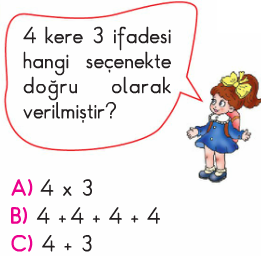 4 kere 3 ifadesi
hangi seçenekte
doğru olarak
verilmiştir?
A) 4 x 3
B) 4 + 4 + 4 + 4
C) 4 + 3